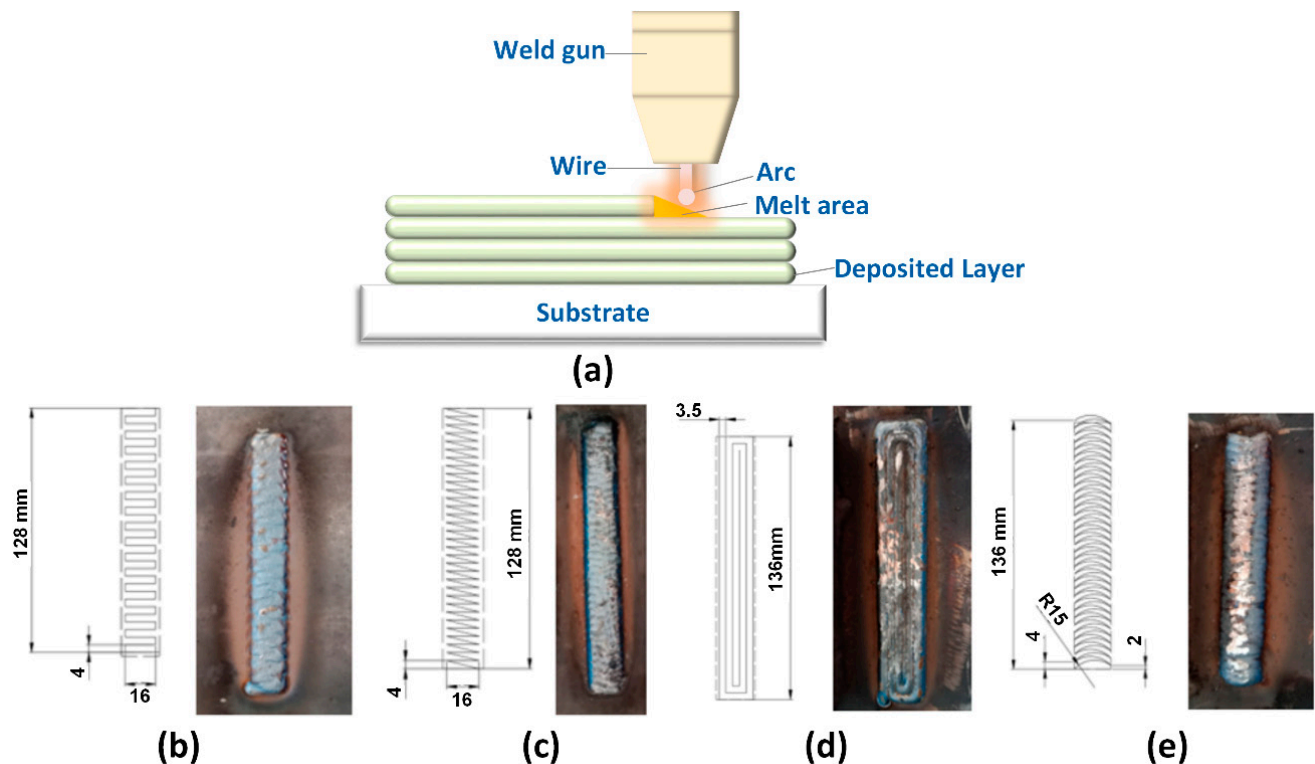 Weld gun
Wire
Arc
Melt area
Deposited Layer
Substrate
(a)
128 mm
4
16
(b)
128 mm
4
16
(c)
3.5
136mm
(d)
136 mm
R15
4
2
(e)